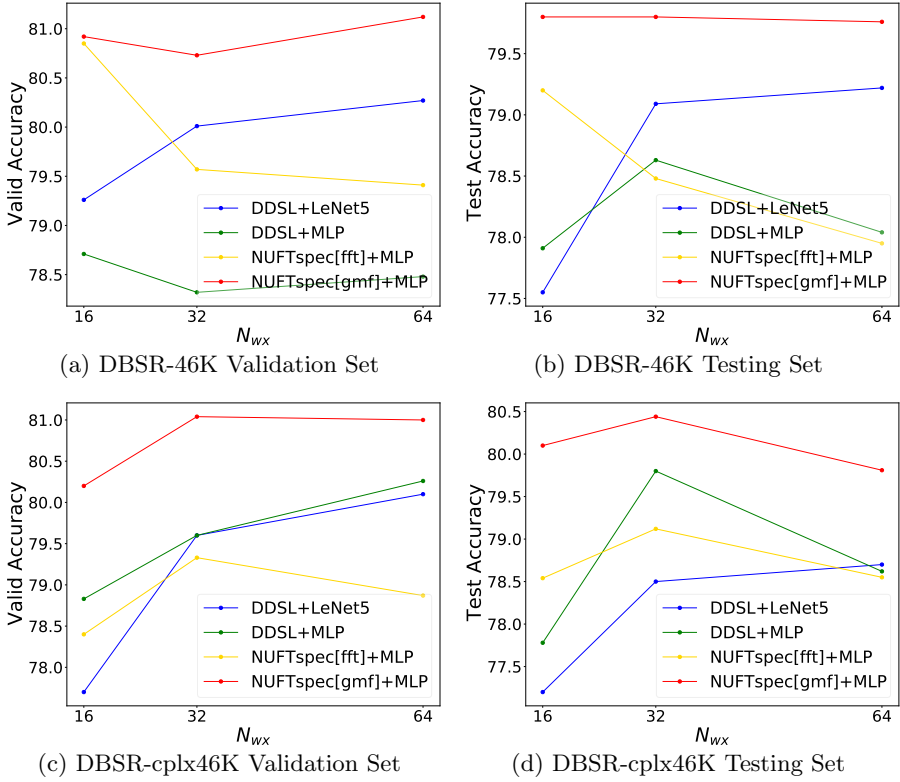 81.0
80.5
80.0
79.5
79.0
78.5
Valid Accuracy
DDSL+LeNet5
DDSL+MLP
NUFTspec[fft]+MLP
NUFTspec[gmf]+MLP
16 32 64
Nwx
(a) DBSR-46K Validation Set
79.5
79.0
78.5
78.0
77.5
Test Accuracy
DDSL+LeNet5
DDSL+MLP
NUFTspec[fft]+MLP
NUFTspec[gmf]+MLP
16 32 64
Nwx
(b) DBSR-46K Testing Set
81.0
80.5
80.0
79.5
79.0
78.5
78.0
Valid Accuracy
DDSL+LeNet5
DDSL+MLP
NUFTspec[fft]+MLP
NUFTspec[gmf]+MLP
16 32 64
Nwx
(c) DBSR-cplx46K Validation Set
80.5
80.0
79.5
79.0
78.5
78.0
77.5
Test Accuracy
DDSL+LeNet5
DDSL+MLP
NUFTspec[fft]+MLP
NUFTspec[gmf]+MLP
16 32 64
Nwx
(d) DBSR-cplx46K Testing Set